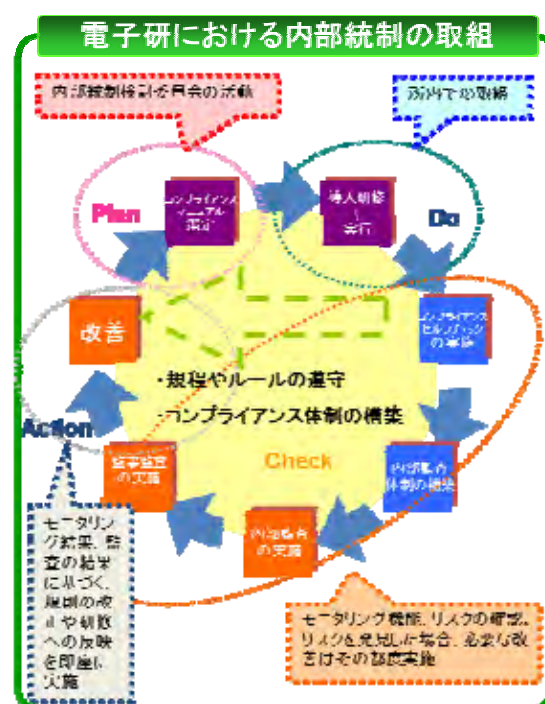 電子研における内部統制の取組
内部統制検討委員会の活動
所内での取組
Plan
コンプライアンス
マニュアル
策定
導入研修
実行
Do
改善
コンプライアンス
セルフチェック
の実施
・規程やルールの遵守
・コンプライアンス体制の構築
Action
Check
監事監査
の実施
内部監査
体制の構築
内部監査
の実施
モニタリン
グ結果、監
査の結果
に基づく、
規則の改
正や研修
への反映
を即座に
実施
モニタリング機能、リスクの確認。
リスクを発見した場合、必要な改
善はその都度実施